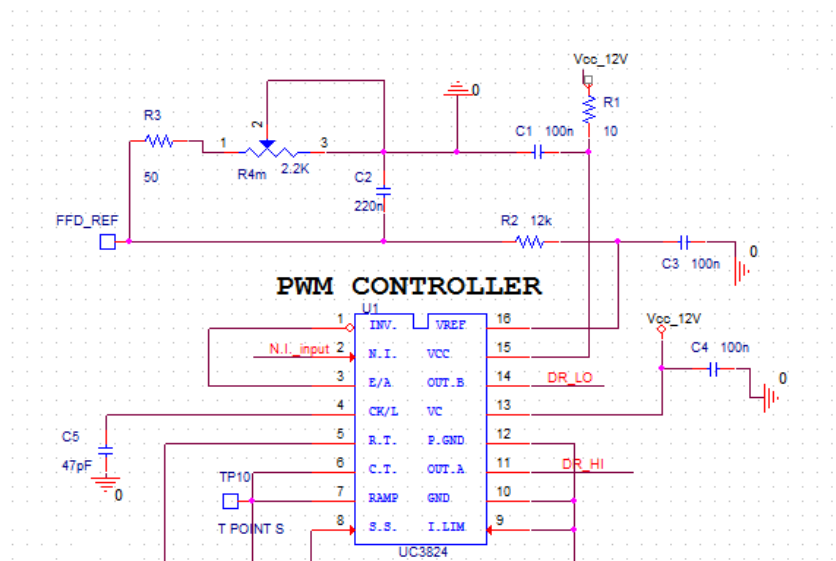 Vcc_12V
0
R3
2
R1
C1 100n
10
1
3
R4m
2.2K
50
C2
220n
FFD_REF
R2 12k
C3 100n
0
PWM CONTROLLER
U1
Vcc_12V
1 INV. VREF 16
N.I._input 2 N.I. VCC 15
C4 100n
3 E/A OUT.B 14 DR_LO
0
4 CK/L VC 13
C5
47pF
0
5 R.T. P.GND 12
6 C.T. OUT.A 11 DR_HI
TP10
7 RAMP GND 10
T POINT S
8 S.S. I.LIM 9
UC3824